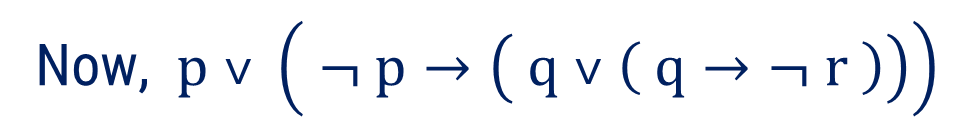 Now, p ∨ ( ¬ p → ( q ∨ ( q → ¬ r )))